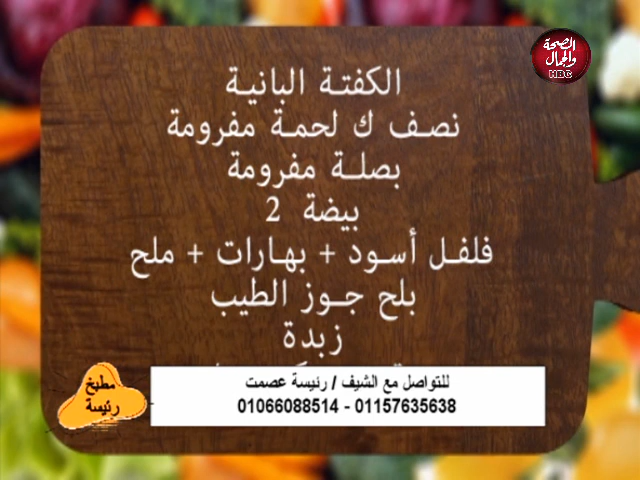 الصحة
والجمال
HBC
الكفتة البانية
نصف ك لحمة مفرومة
بصلة مفرومة
2 بيضة
فلفل أسود + بهارات + ملح
بلح جوز الطيب
زبدة
للتواصل مع الشيف / رئيسة عصمت
01066088514 - 01157635638
مطبخ
رئيسة